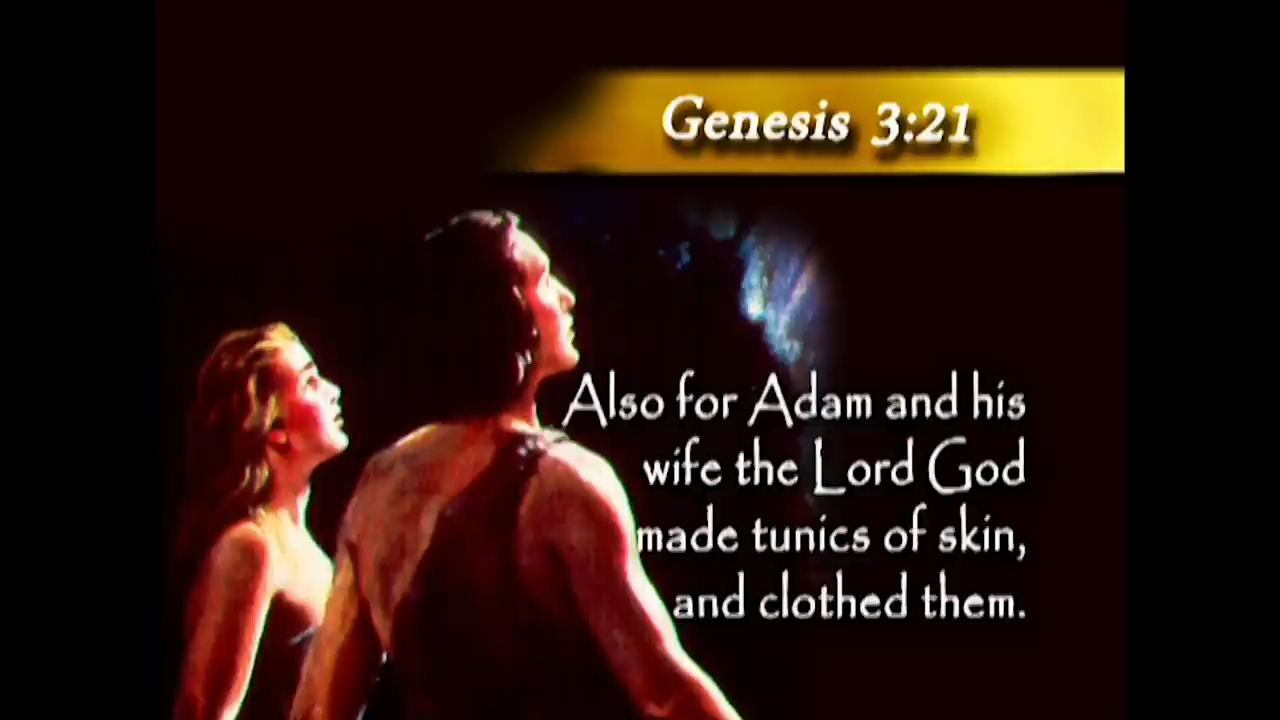 Genesis 3:21
Also for Adam and his
wife the Lord God
made tunics of skin,
and clothed them.